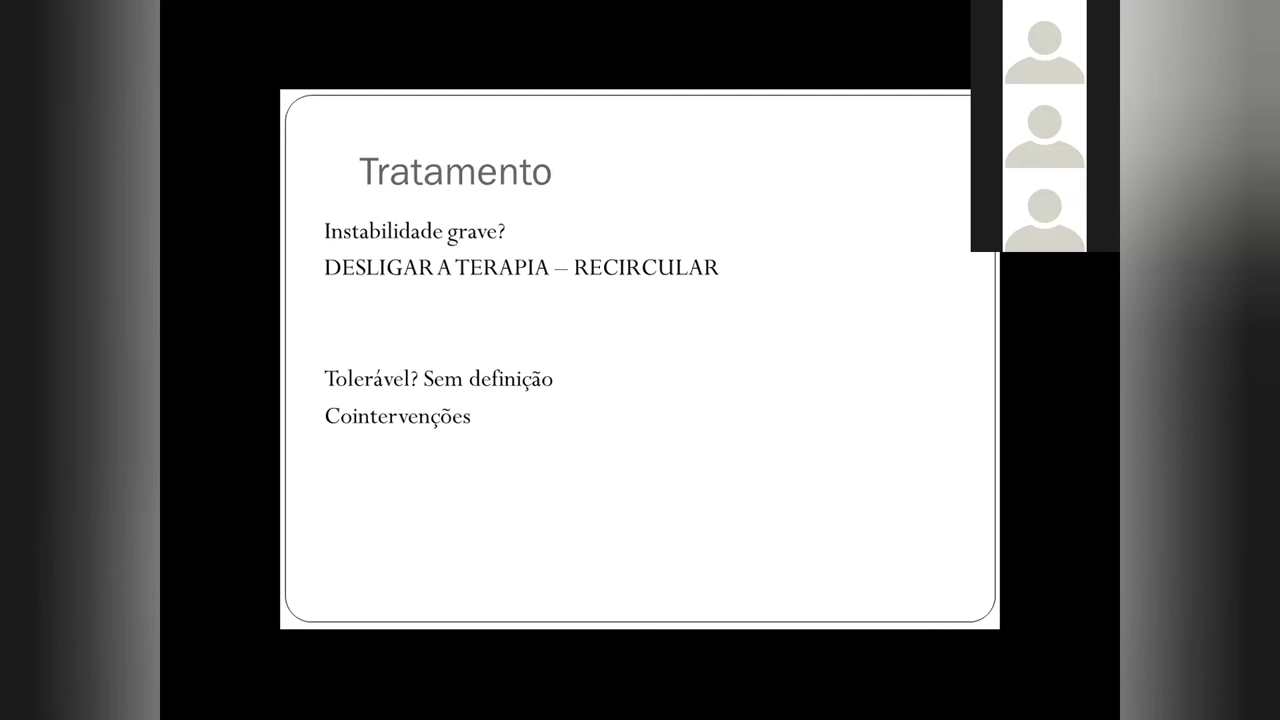 Tratamento
Instabilidade grave?
DESLIGAR A TERAPIA – RECIRCULAR
Tolerável? Sem definição
Cointervenções